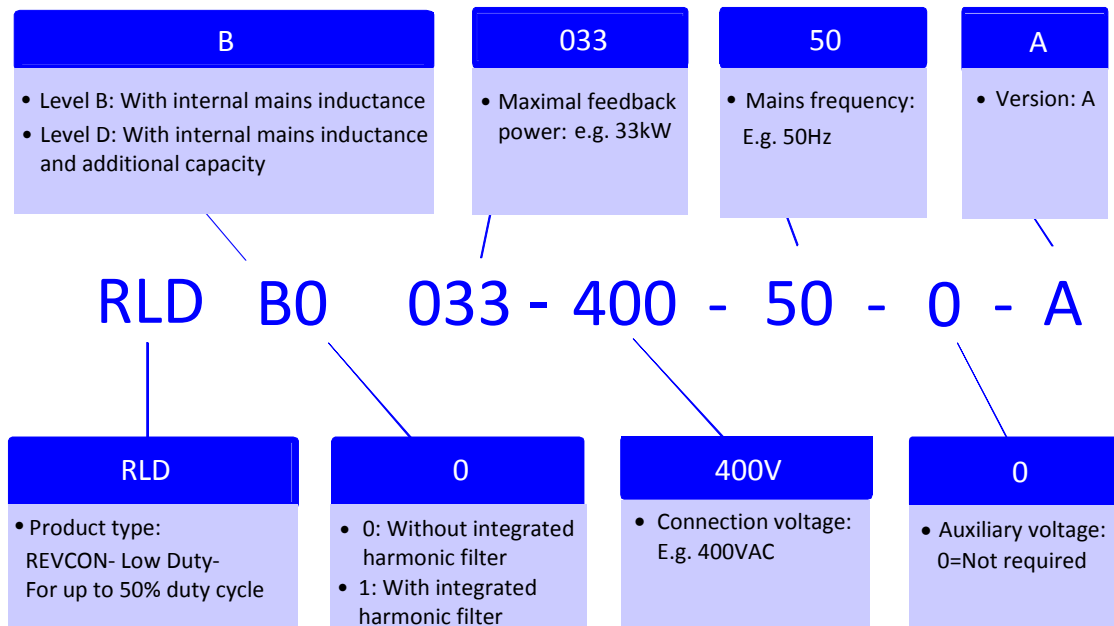 B
• Level B: With internal mains inductance
• Level D: With internal mains inductance
and additional capacity
033
• Maximal feedback
power: e.g. 33kW
50
• Mains frequency:
E.g. 50Hz
A
• Version: A
RLD B0 033 - 400 - 50 - 0 - A
RLD
• Product type:
REVCON- Low Duty-
For up to 50% duty cycle
0
• 0: Without integrated
harmonic filter
• 1: With integrated
harmonic filter
400V
• Connection voltage:
E.g. 400VAC
0
• Auxiliary voltage:
0=Not required